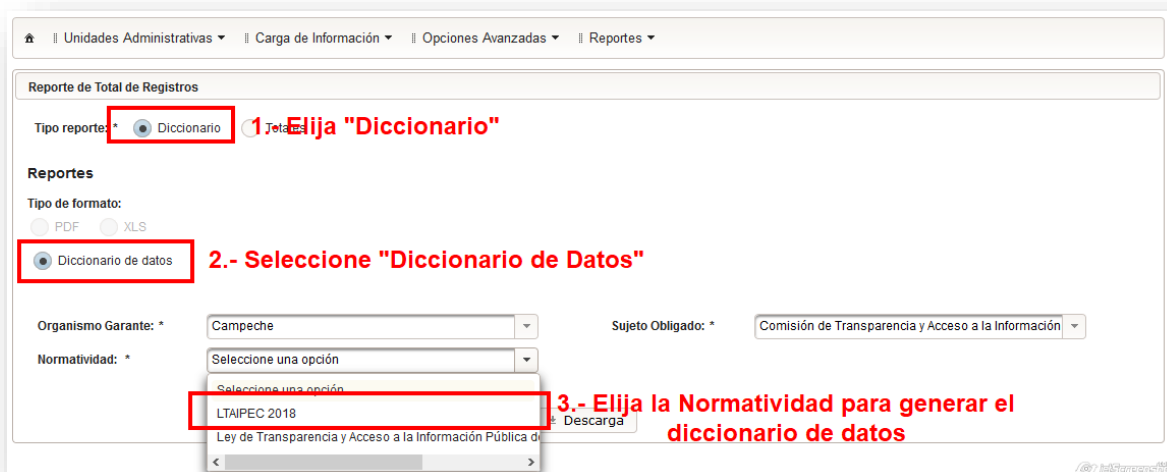 Unidades Administrativas Carga de Información Opciones Avanzadas Reportes
Reporte de Total de Registros
Tipo reporte: * Diccionario Totales 1.- Elija "Diccionario"
Reportes
Tipo de formato:
PDF XLS
Diccionario de datos 2.- Seleccione "Diccionario de Datos"
Organismo Garante: * Campeche Sujeto Obligado: * Comisión de Transparencia y Acceso a la Información
Normatividad: * Seleccione una opción
Seleccione una opción
LTAIPEC 2018 3.- Elija la Normatividad para generar el
Descarga
diccionario de datos
Ley de Transparencia y Acceso a la Información Pública